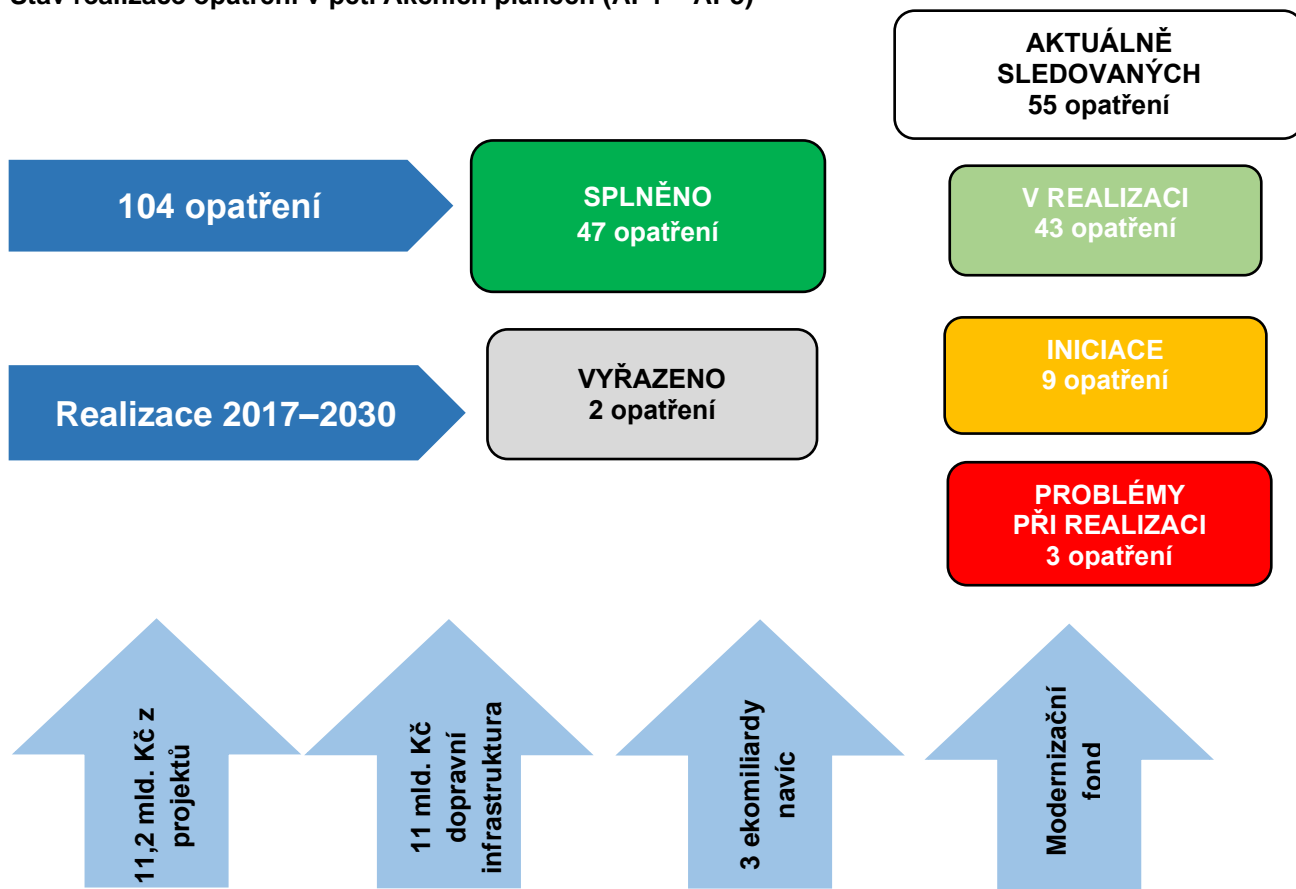 AKTUÁLNĚ
SLEDOVANÝCH
55 opatření
104 opatření
SPLNĚNO
47 opatření
V REALIZACI
43 opatření
Realizace 2017–2030
VYŘAZENO
2 opatření
INICIACE
9 opatření
PROBLÉMY
PŘI REALIZACI
3 opatření
11,2 mld. Kč z
projektů
11 mld. Kč
dopravní
infrastruktura
3 ekomiliardy
navíc
Modernizační
fond